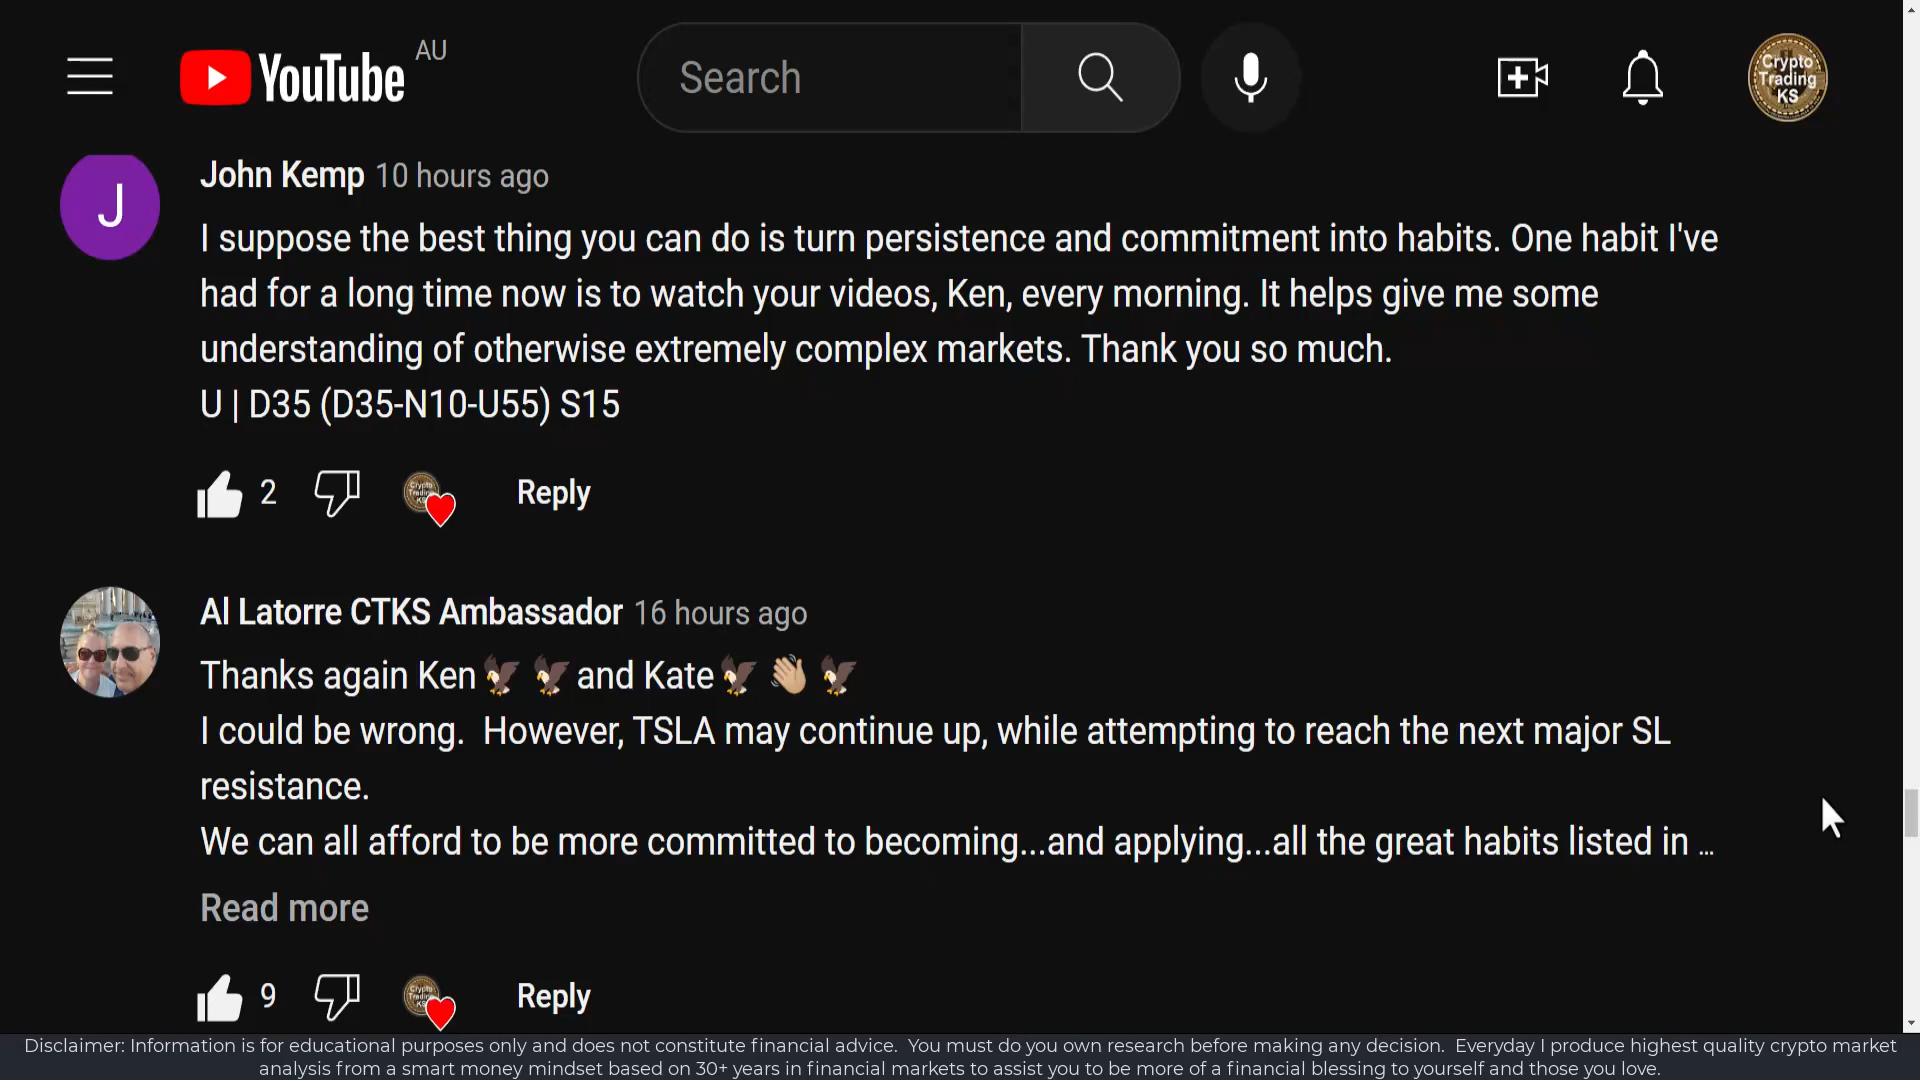 YouTube AU
Search
Crypto
Trading
KS
John Kemp 10 hours ago
I suppose the best thing you can do is turn persistence and commitment into habits. One habit I've
had for a long time now is to watch your videos, Ken, every morning. It helps give me some
understanding of otherwise extremely complex markets. Thank you so much.
U | D35 (D35-N10-U55) S15
2 Reply
Al Latorre CTKS Ambassador 16 hours ago
Thanks again Ken🦅 🦅 and Kate🦅 👋🏼 🦅
I could be wrong.  However, TSLA may continue up, while attempting to reach the next major SL
resistance.
We can all afford to be more committed to becoming...and applying...all the great habits listed in ...
Read more
9 Reply
Disclaimer: Information is for educational purposes only and does not constitute financial advice.  You must do you own research before making any decision.  Everyday I produce highest quality crypto market
analysis from a smart money mindset based on 30+ years in financial markets to assist you to be more of a financial blessing to yourself and those you love.